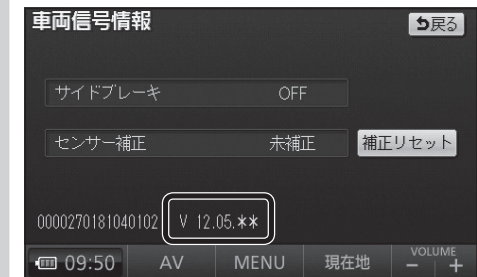 車両信号情報 戻る
サイドブレーキ OFF
センサー補正 未補正 補正リセット
0000270181040102 V 12.05.**
09:50 AV MENU 現在地 VOLUME − +